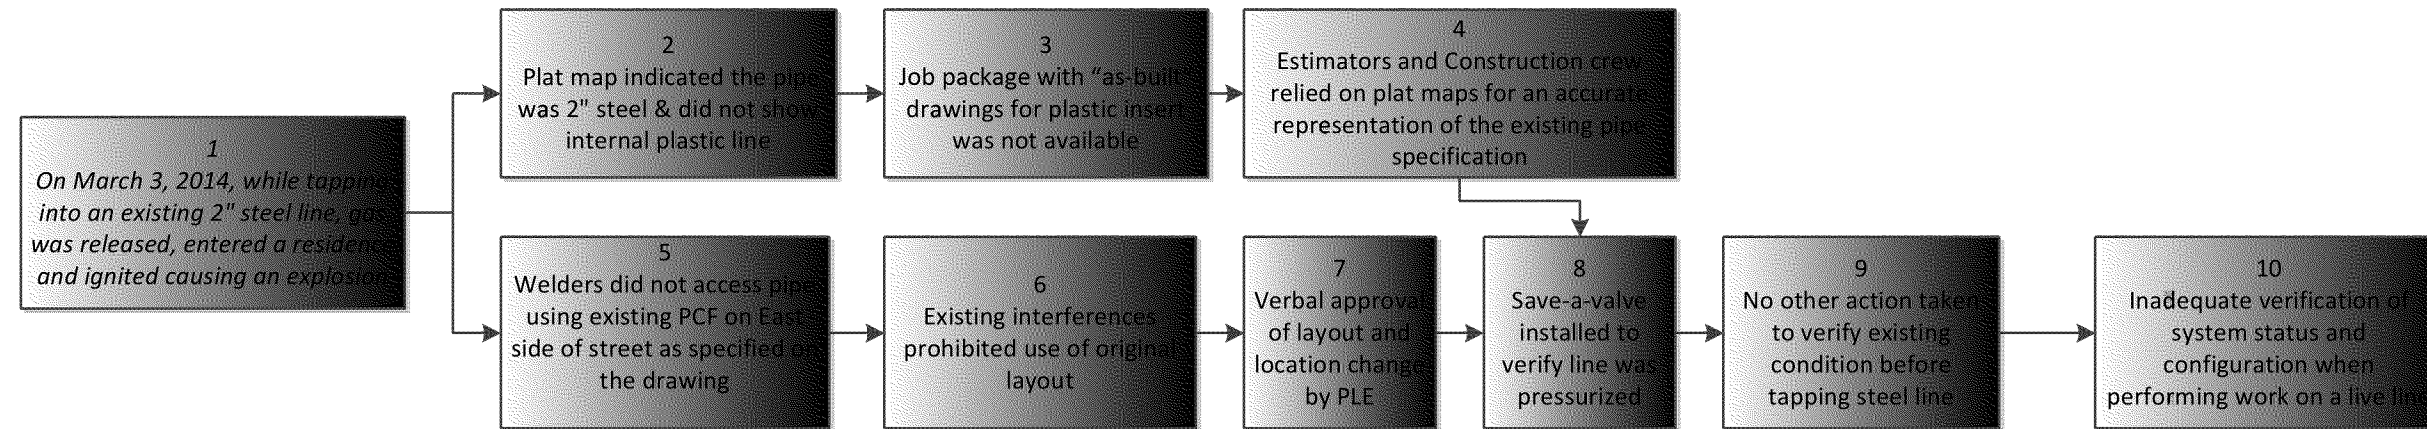 1
On March 3, 2014, while tapping
into an existing 2" steel line, gas
was released, entered a residence
and ignited causing an explosion
2
Plat map indicated the pipe
was 2" steel & did not show
internal plastic line
3
Job package with “as-built”
drawings for plastic insert
was not available
4
Estimators and Construction crew
relied on plat maps for an accurate
representation of the existing pipe
specification
5
Welders did not access pipe
using existing PCF on East
side of street as specified on
the drawing
6
Existing interferences
prohibited use of original
layout
7
Verbal approval
of layout and
location change
by PLE
8
Save-a-valve
installed to
verify line was
pressurized
9
No other action taken
to verify existing
condition before
tapping steel line
10
Inadequate verification of
system status and
configuration when
performing work on a live line